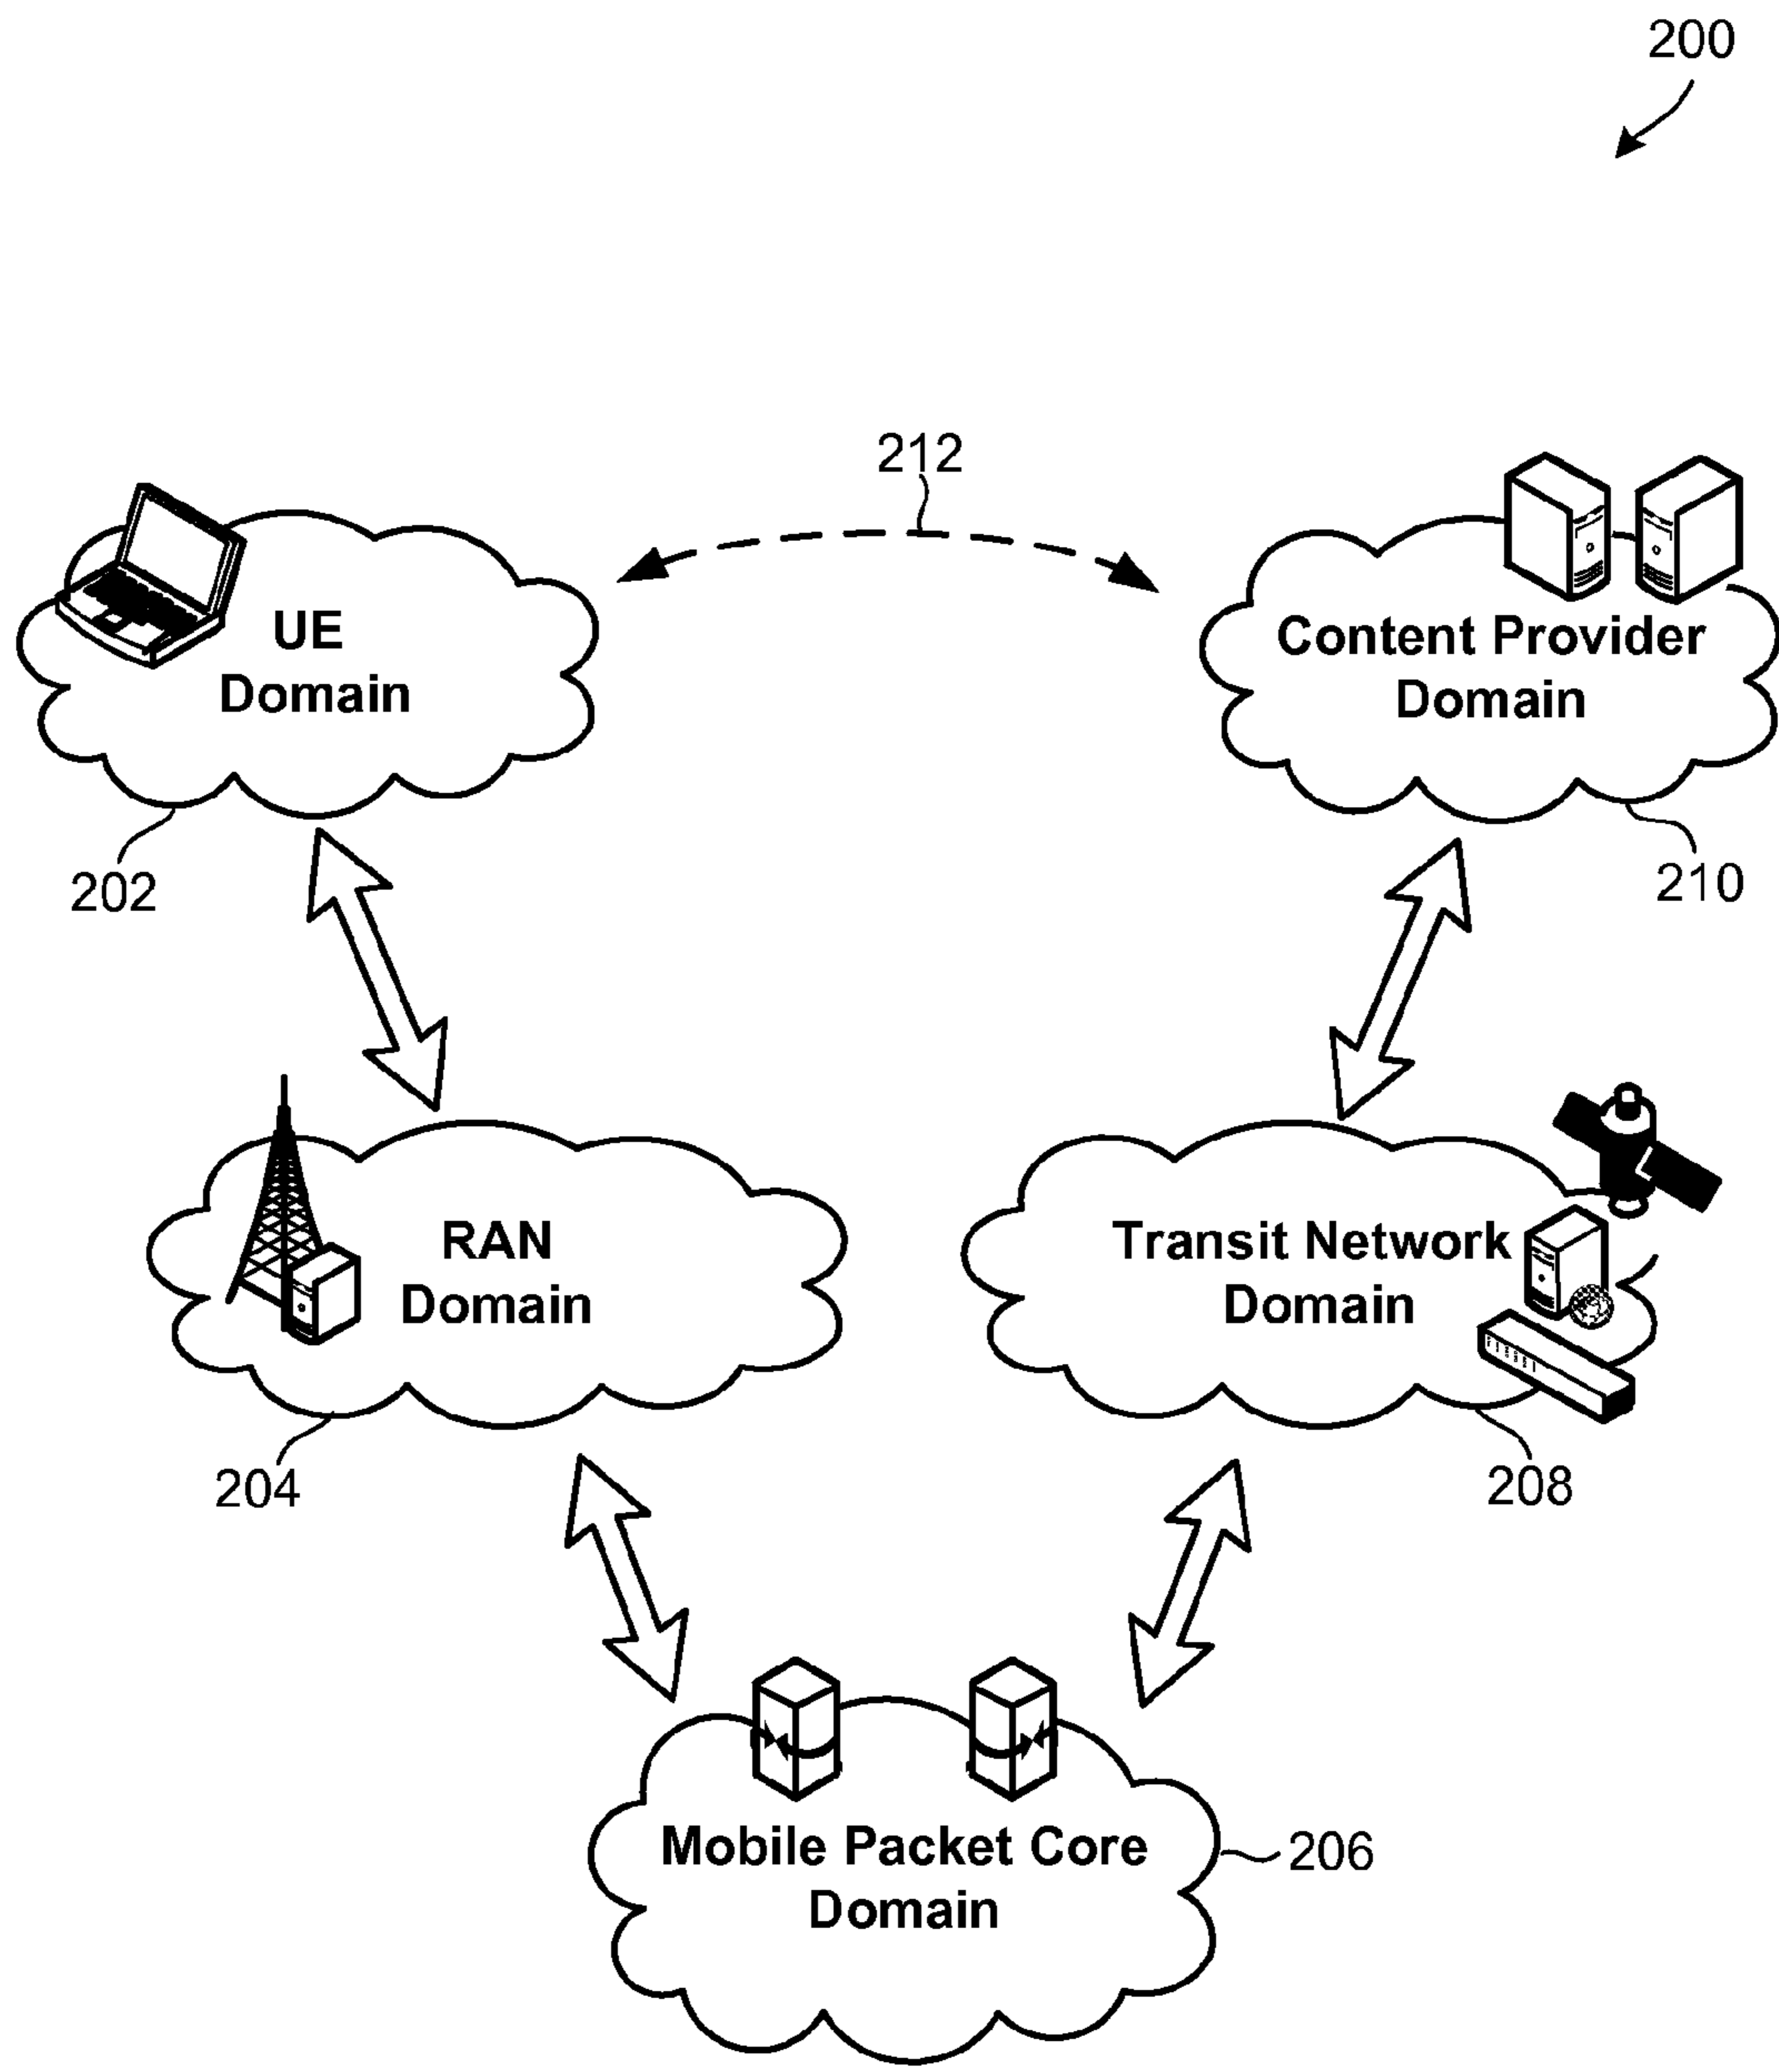 200
212
UE
Domain
Content Provider
Domain
202
210
RAN
Domain
Transit Network
Domain
204
208
Mobile Packet Core
Domain
206